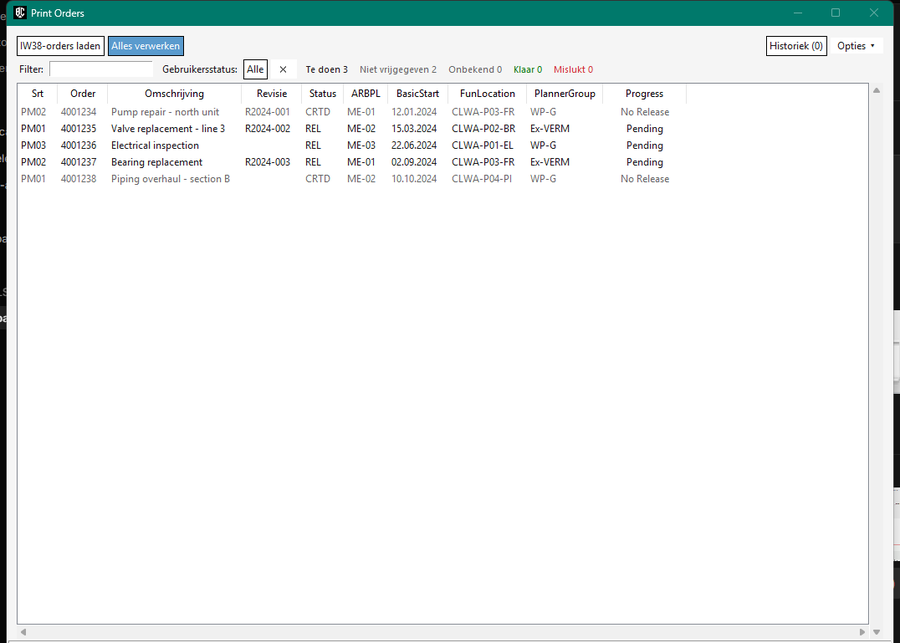 Print Orders
IW38-orders laden Alles verwerken Historiek (0) Opties
Filter: Gebruikersstatus: Alle Te doen 3 Niet vrijgegeven 2 Onbekend 0 Klaar 0 Mislukt 0
Srt Order Omschrijving Revisie Status ARBPL BasicStart FunLocation PlannerGroup Progress
PM02 4001234 Pump repair - north unit R2024-001 CRTD ME-01 12.01.2024 CLWA-P03-FR WP-G No Release
PM01 4001235 Valve replacement - line 3 R2024-002 REL ME-02 15.03.2024 CLWA-P02-BR Ex-VERM Pending
PM03 4001236 Electrical inspection REL ME-03 22.06.2024 CLWA-P01-EL WP-G Pending
PM02 4001237 Bearing replacement R2024-003 REL ME-01 02.09.2024 CLWA-P03-FR Ex-VERM Pending
PM01 4001238 Piping overhaul - section B CRTD ME-02 10.10.2024 CLWA-P04-PI WP-G No Release